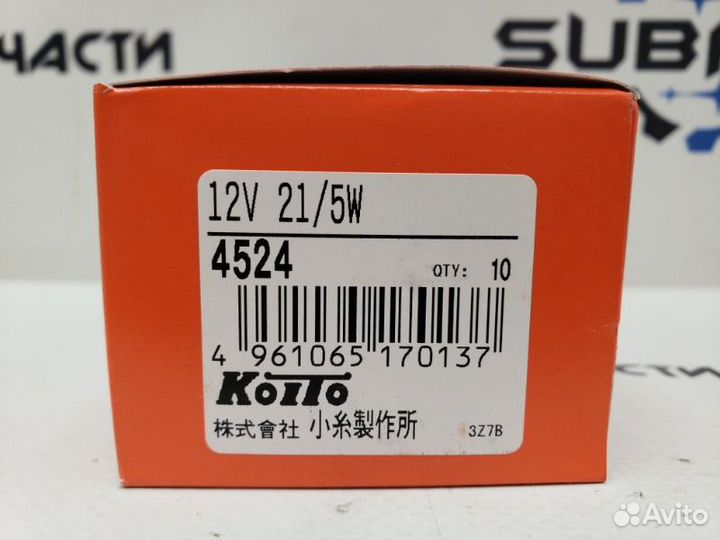 ЧАСТИ
SUBA
12V 21/5W
4524 QTY: 10
4 961065 170137
KOITO
株式會社 小糸製作所 3Z7B
ЧАСТИ
Avito